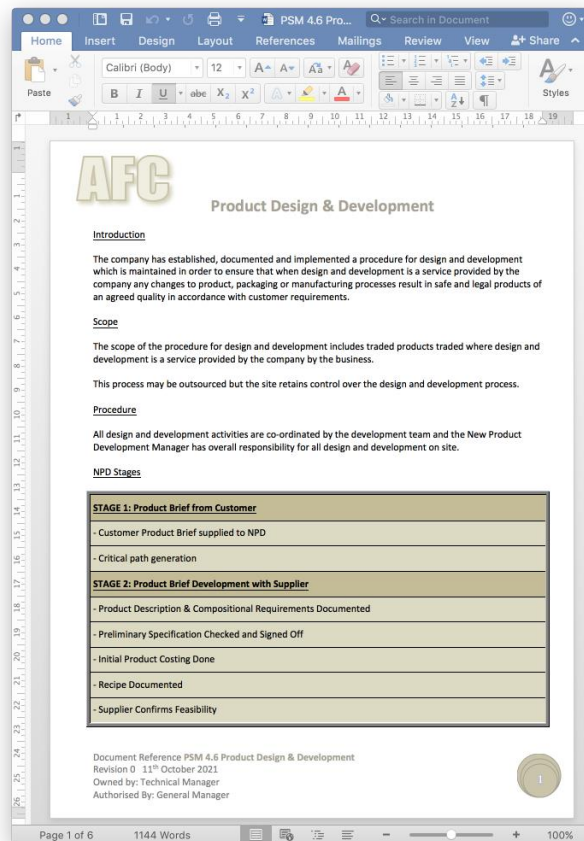 PSM 4.6 Pro...
Search in Document
Home Insert Design Layout References Mailings Review View Share
Paste
Calibri (Body) 12
Styles
AFC
Product Design & Development
Introduction
The company has established, documented and implemented a procedure for design and development
which is maintained in order to ensure that when design and development is a service provided by the
company any changes to product, packaging or manufacturing processes result in safe and legal products of
an agreed quality in accordance with customer requirements.
Scope
The scope of the procedure for design and development includes traded products traded where design and
development is a service provided by the company by the business.
This process may be outsourced but the site retains control over the design and development process.
Procedure
All design and development activities are co-ordinated by the development team and the New Product
Development Manager has overall responsibility for all design and development on site.
NPD Stages
STAGE 1: Product Brief from Customer
- Customer Product Brief supplied to NPD
- Critical path generation
STAGE 2: Product Brief Development with Supplier
- Product Description & Compositional Requirements Documented
- Preliminary Specification Checked and Signed Off
- Initial Product Costing Done
- Recipe Documented
- Supplier Confirms Feasibility
Document Reference PSM 4.6 Product Design & Development
Revision 0 11th October 2021
Owned by: Technical Manager
Authorised By: General Manager
1
Page 1 of 6 1144 Words 100%